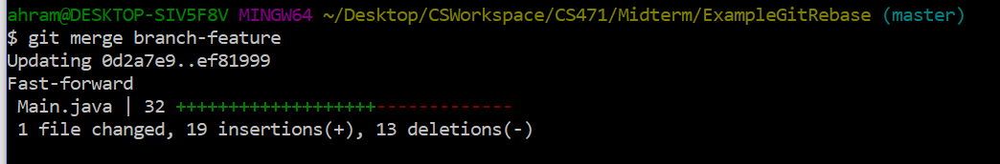 ahram@DESKTOP-SIV5F8V MINGW64 ~/Desktop/CSWorkspace/CS471/Midterm/ExampleGitRebase (master)
$ git merge branch-feature
Updating 0d2a7e9..ef81999
Fast-forward
 Main.java | 32 +++++++++++++++++++-------------
 1 file changed, 19 insertions(+), 13 deletions(-)